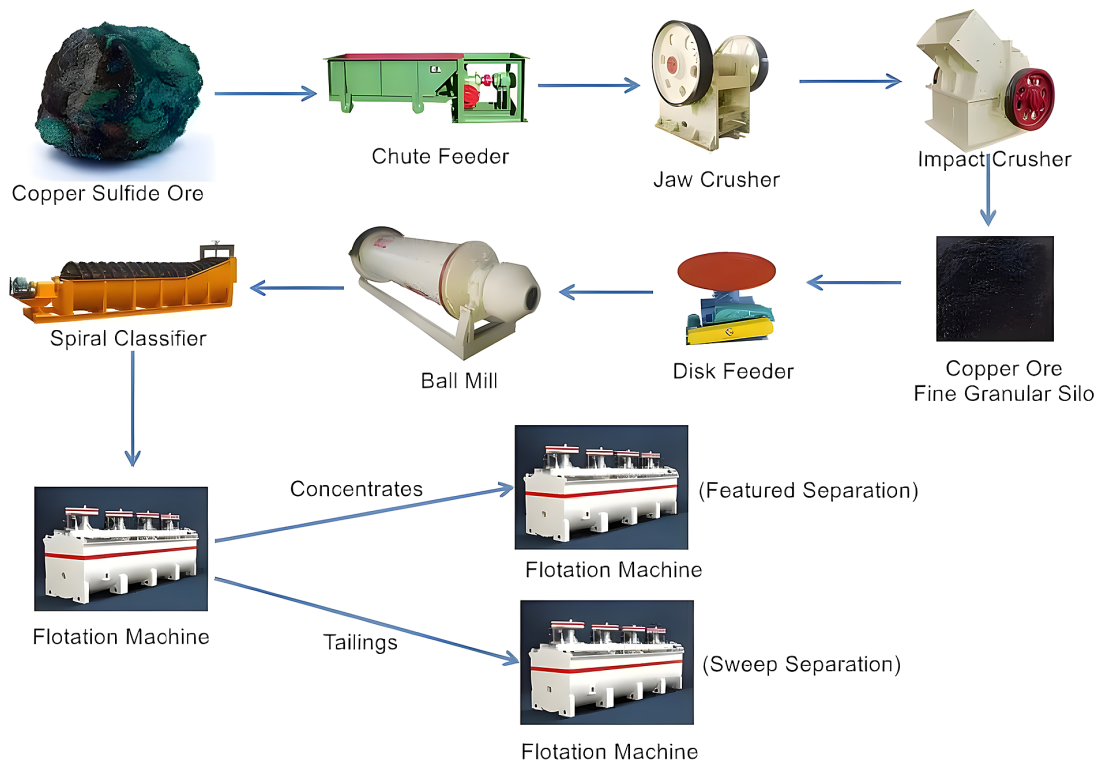 Copper Sulfide Ore
Chute Feeder
Jaw Crusher
Impact Crusher
Spiral Classifier
Ball Mill
Disk Feeder
Copper Ore
Fine Granular Silo
Concentrates
(Featured Separation)
Flotation Machine
Flotation Machine
Tailings
(Sweep Separation)
Flotation Machine